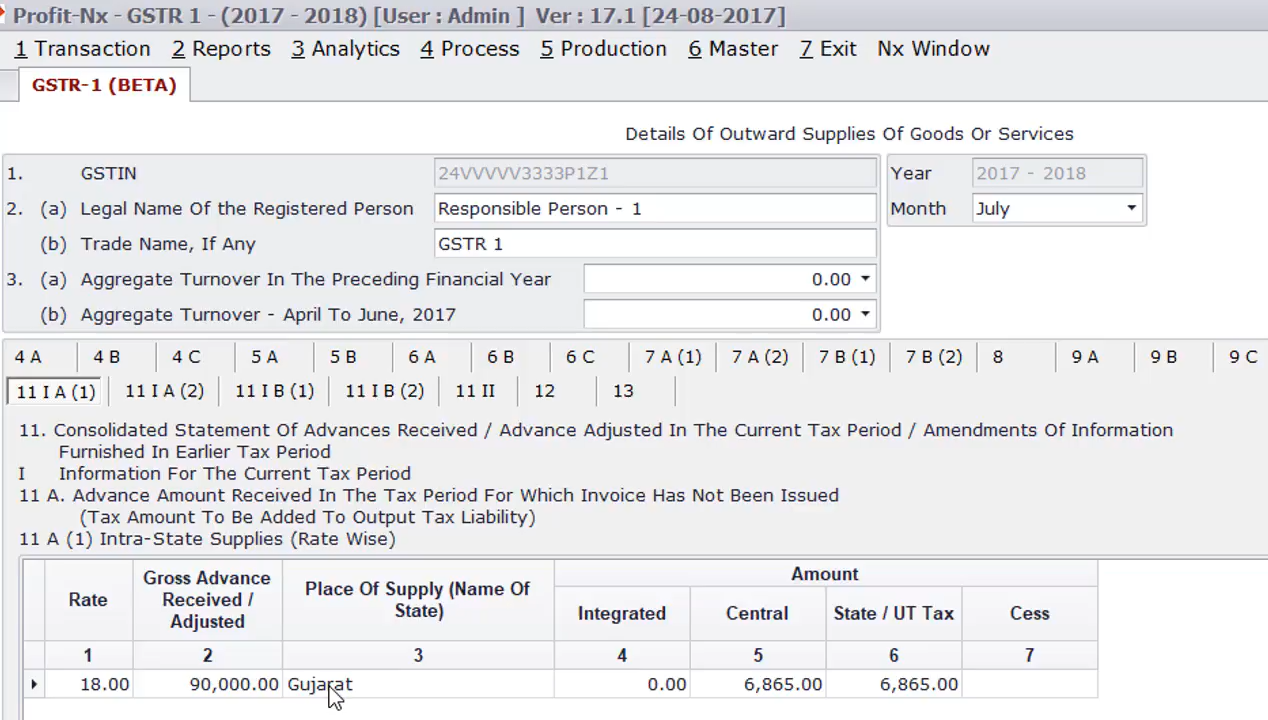 Profit-Nx - GSTR 1 - (2017 - 2018) [User : Admin ] Ver : 17.1 [24-08-2017]
1 Transaction 2 Reports 3 Analytics 4 Process 5 Production 6 Master 7 Exit Nx Window
GSTR-1 (BETA)
Details Of Outward Supplies Of Goods Or Services
1. GSTIN 24VVVVV3333P1Z1 Year 2017 - 2018
2. (a) Legal Name Of the Registered Person Responsible Person - 1 Month July
(b) Trade Name, If Any GSTR 1
3. (a) Aggregate Turnover In The Preceding Financial Year 0.00
(b) Aggregate Turnover - April To June, 2017 0.00
4 A 4 B 4 C 5 A 5 B 6 A 6 B 6 C 7 A (1) 7 A (2) 7 B (1) 7 B (2) 8 9 A 9 B 9 C
11 I A (1) 11 I A (2) 11 I B (1) 11 I B (2) 11 II 12 13
11. Consolidated Statement Of Advances Received / Advance Adjusted In The Current Tax Period / Amendments Of Information
Furnished In Earlier Tax Period
I Information For The Current Tax Period
11 A. Advance Amount Received In The Tax Period For Which Invoice Has Not Been Issued
(Tax Amount To Be Added To Output Tax Liability)
11 A (1) Intra-State Supplies (Rate Wise)
Rate Gross Advance Received / Adjusted Place Of Supply (Name Of State) Amount
Integrated Central State / UT Tax Cess
1 2 3 4 5 6 7
18.00 90,000.00 Gujarat 0.00 6,865.00 6,865.00